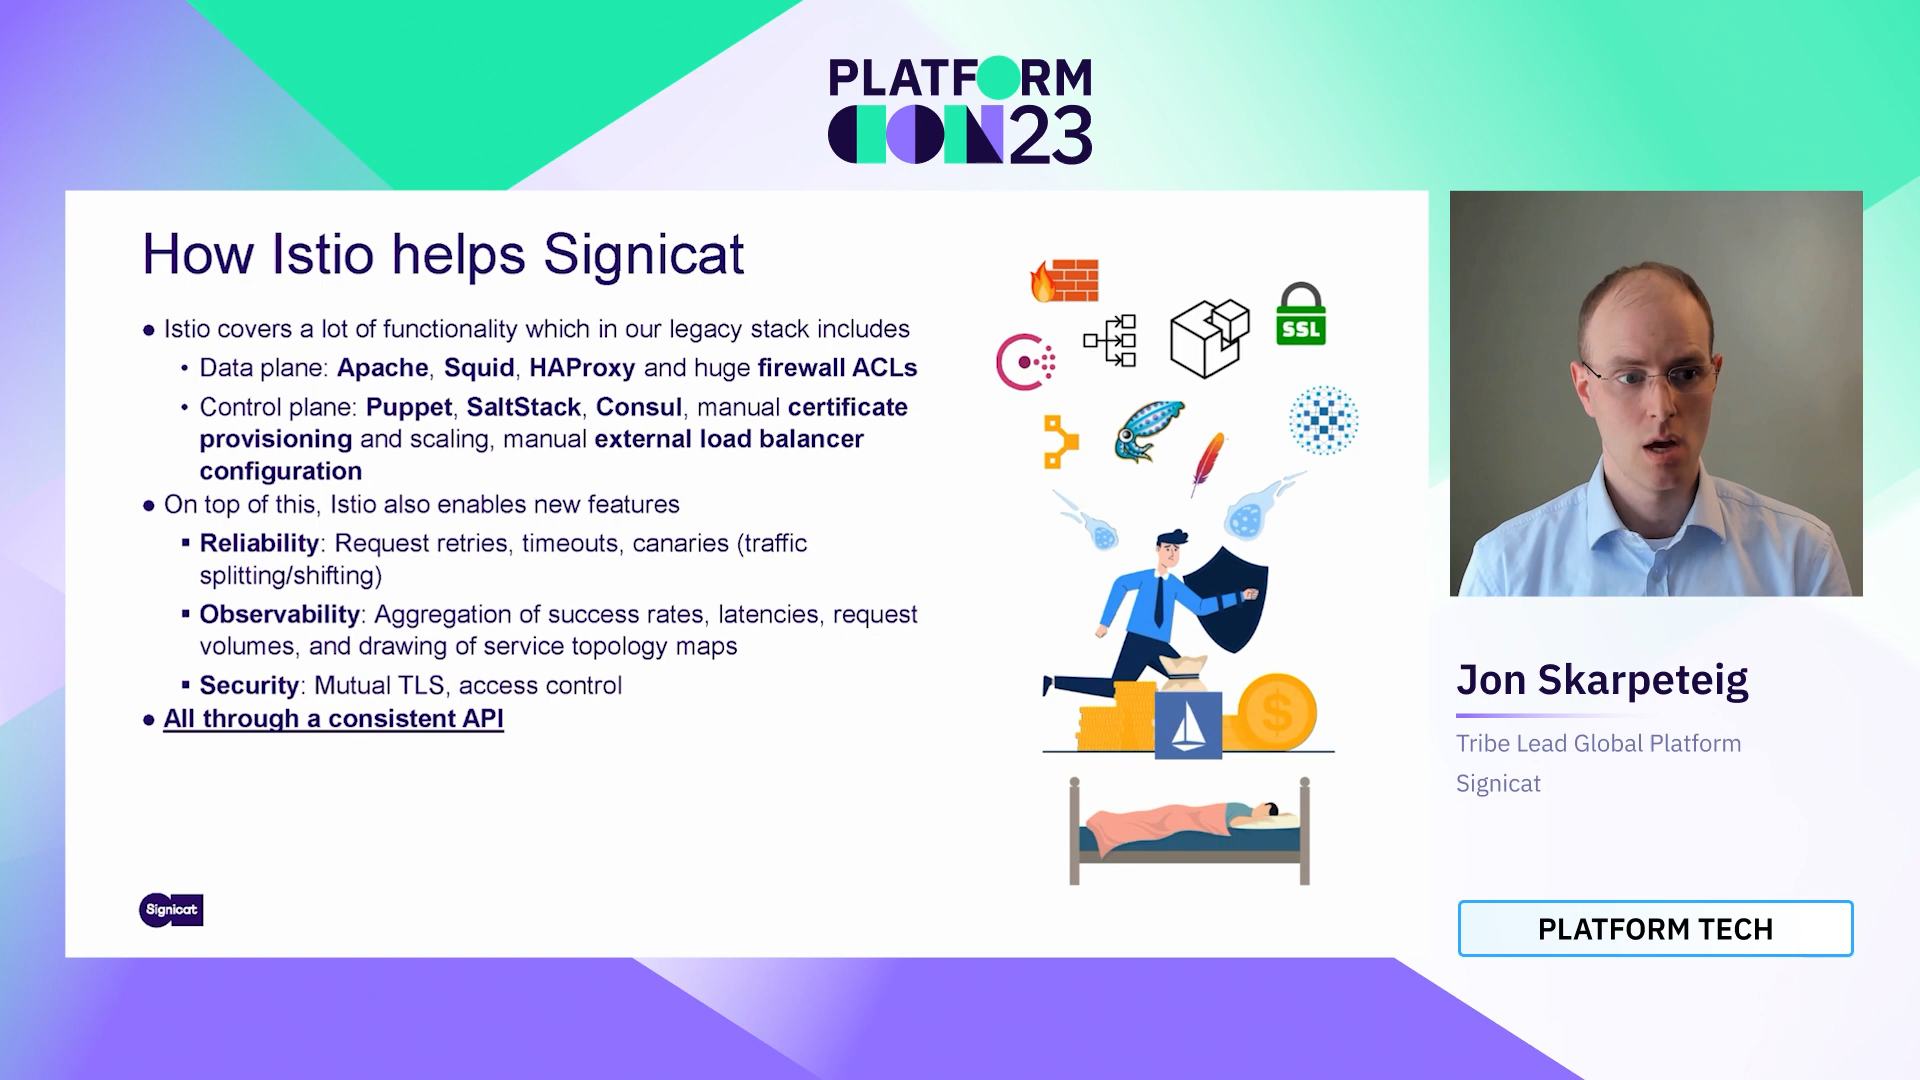 PLATFORM
CON23
How Istio helps Signicat
● Istio covers a lot of functionality which in our legacy stack includes
• Data plane: Apache, Squid, HAProxy and huge firewall ACLs
• Control plane: Puppet, SaltStack, Consul, manual certificate
provisioning and scaling, manual external load balancer
configuration
● On top of this, Istio also enables new features
▪ Reliability: Request retries, timeouts, canaries (traffic
splitting/shifting)
▪ Observability: Aggregation of success rates, latencies, request
volumes, and drawing of service topology maps
▪ Security: Mutual TLS, access control
● All through a consistent API
SSL
$
Signicat
Jon Skarpeteig
Tribe Lead Global Platform
Signicat
PLATFORM TECH